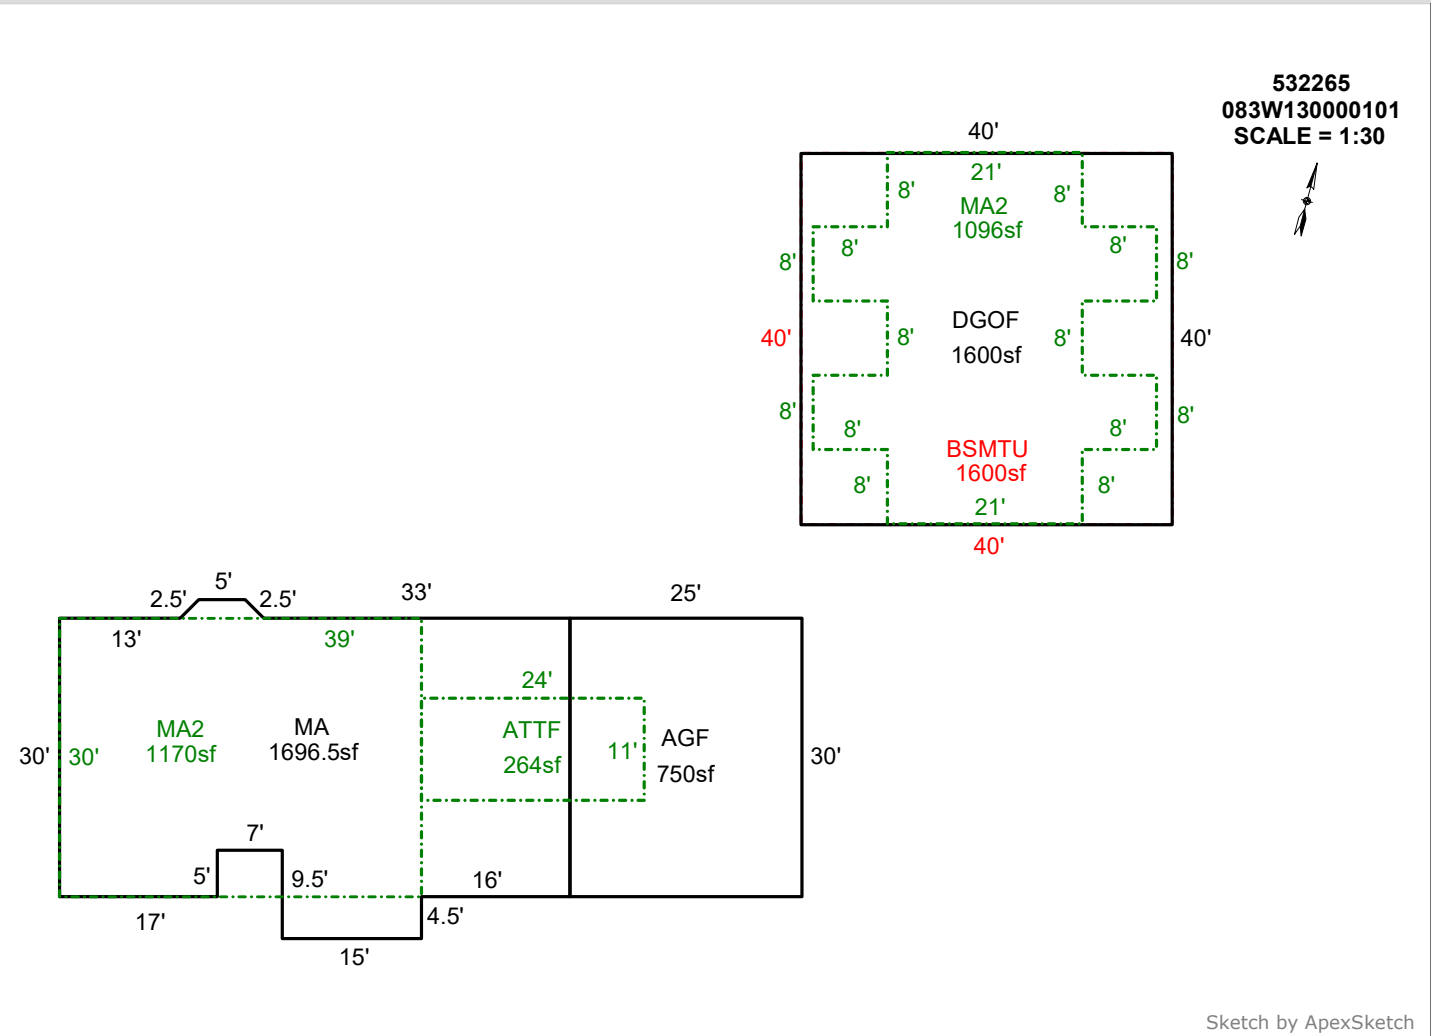 532265
083W130000101
SCALE = 1:30
40'
21'
8'
8'
MA2
1096sf
8'
8'
8'
8'
DGOF
1600sf
40'
8'
8'
40'
8'
8'
8'
8'
BSMTU
1600sf
8'
8'
21'
40'
5'
2.5'
2.5'
33'
25'
13'
39'
24'
MA2
1170sf
MA
1696.5sf
ATTF
264sf
AGF
750sf
30'
30'
11'
30'
7'
5'
9.5'
16'
17'
4.5'
15'
Sketch by ApexSketch